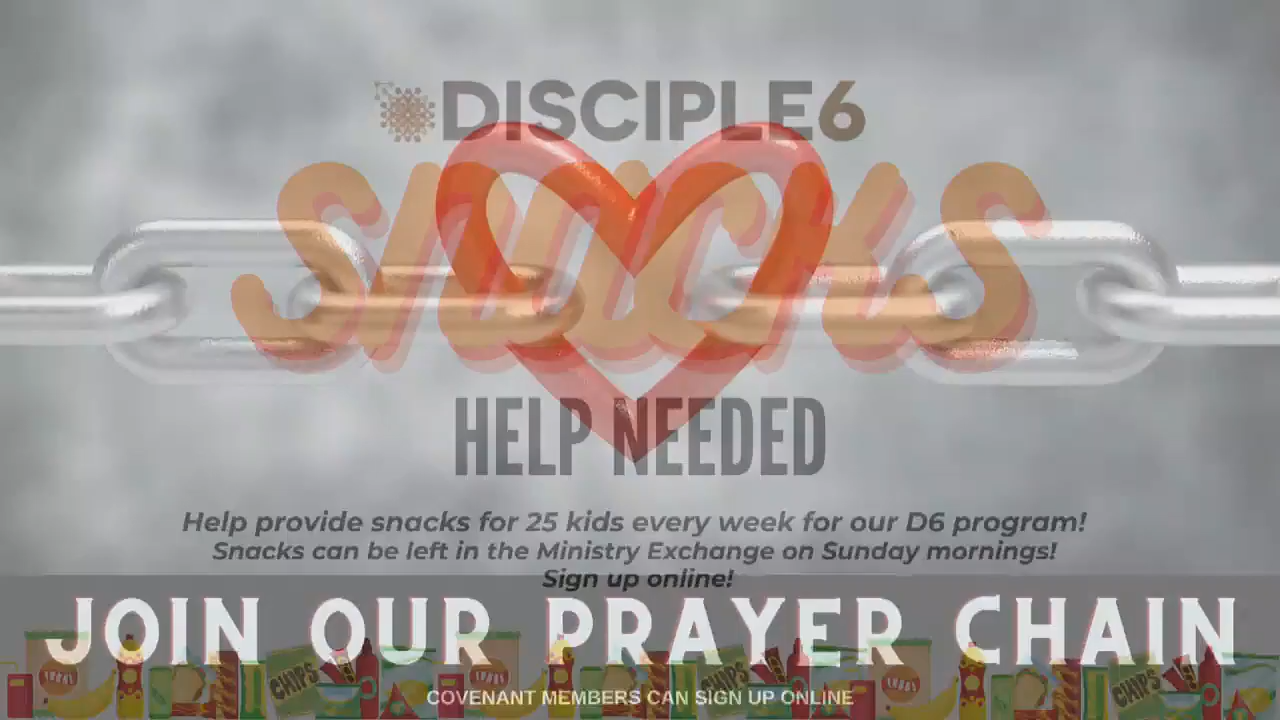 DISCIPLE6
SNACKS
HELP NEEDED
Help provide snacks for 25 kids every week for our D6 program!
Snacks can be left in the Ministry Exchange on Sunday mornings!
Sign up online!
JOIN OUR PRAYER CHAIN
CHIPS
CHIPS
COVENANT MEMBERS CAN SIGN UP ONLINE